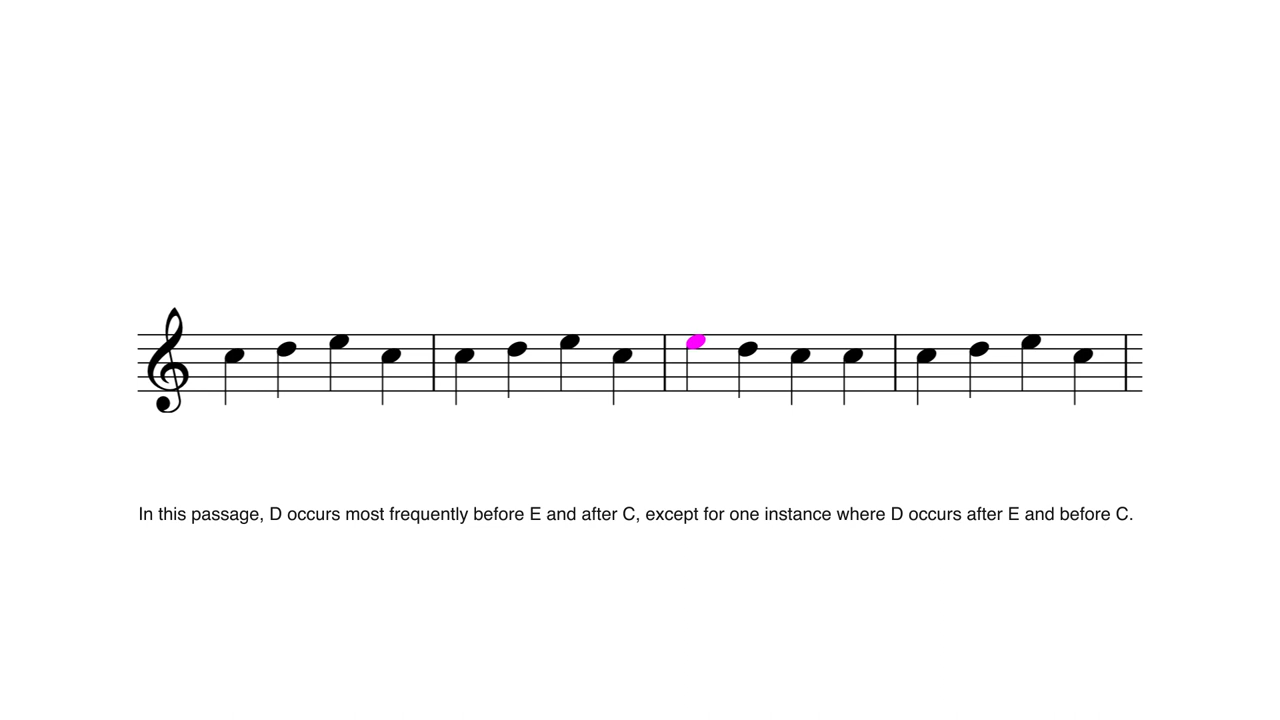 In this passage, D occurs most frequently before E and after C, except for one instance where D occurs after E and before C.